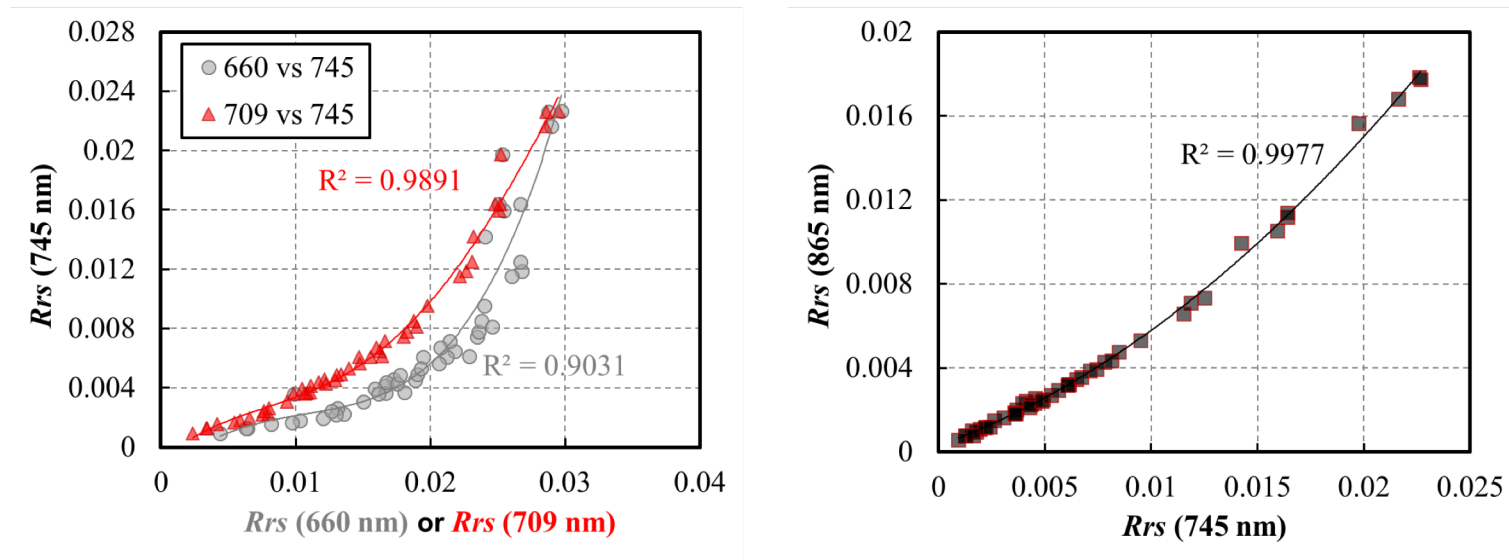 0.028
0.024
0.02
0.016
0.012
0.008
0.004
0
Rrs (745 nm)
660 vs 745
709 vs 745
R² = 0.9891
R² = 0.9031
0 0.01 0.02 0.03 0.04
Rrs (660 nm) or Rrs (709 nm)
0.02
0.016
0.012
0.008
0.004
0
Rrs (865 nm)
R² = 0.9977
0 0.005 0.01 0.015 0.02 0.025
Rrs (745 nm)